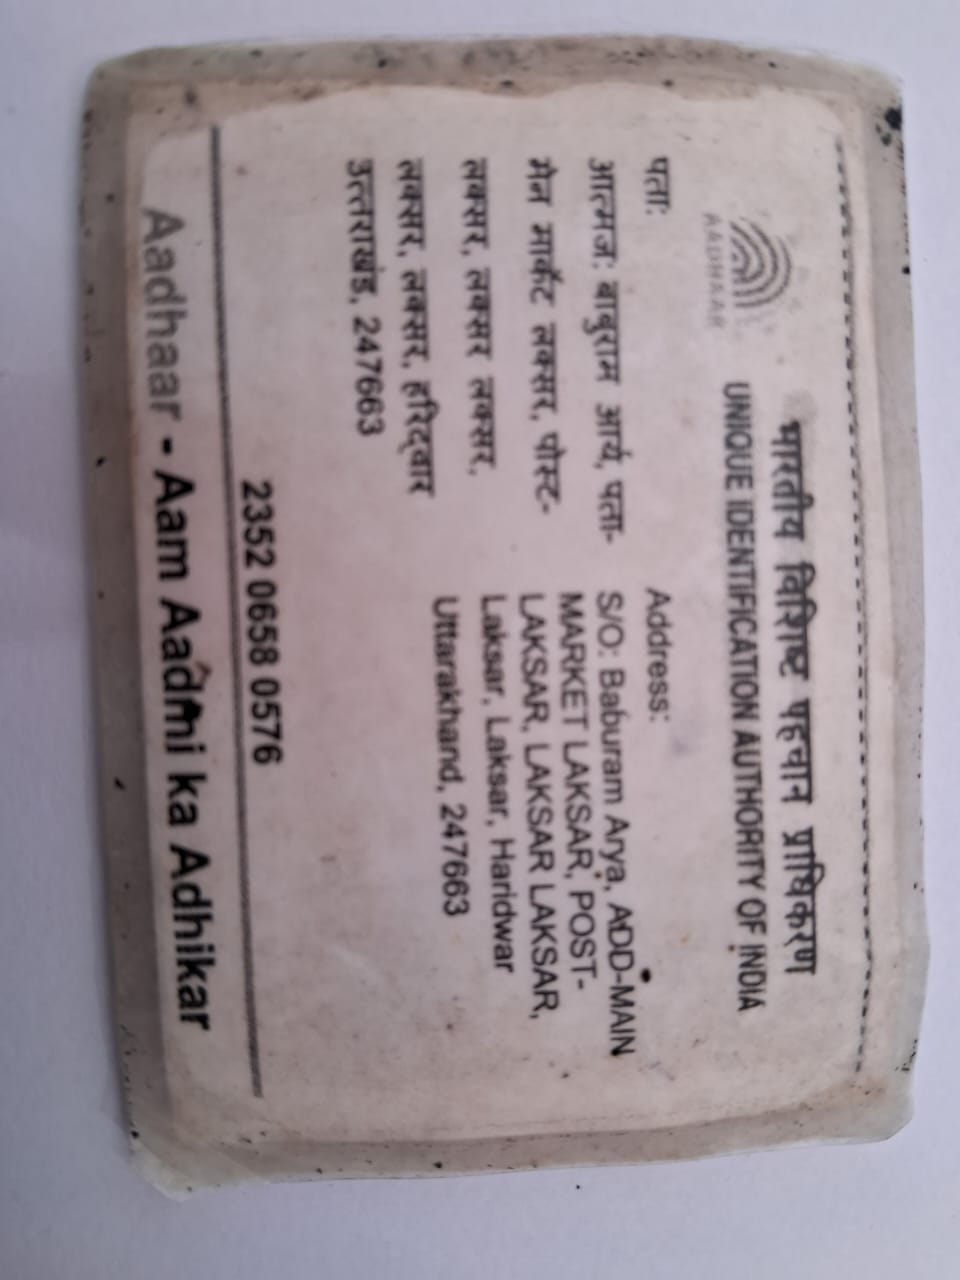 भारतीय विशिष्ट पहचान प्राधिकरण
UNIQUE IDENTIFICATION AUTHORITY OF INDIA
AADHAAR
पता:
आत्मज: बाबुराम आर्य, पता-
मेन मार्केट लक्सर, पोस्ट-
लक्सर, लक्सर लक्सर,
लक्सर, लक्सर, हरिद्वार
उत्तराखंड, 247663
Address:
S/O: Baburam Arya, ADD-MAIN
MARKET LAKSAR, POST-
LAKSAR, LAKSAR LAKSAR,
Laksar, Laksar, Haridwar
Uttarakhand, 247663
2352 0658 0576
Aadhaar - Aam Aadmi ka Adhikar